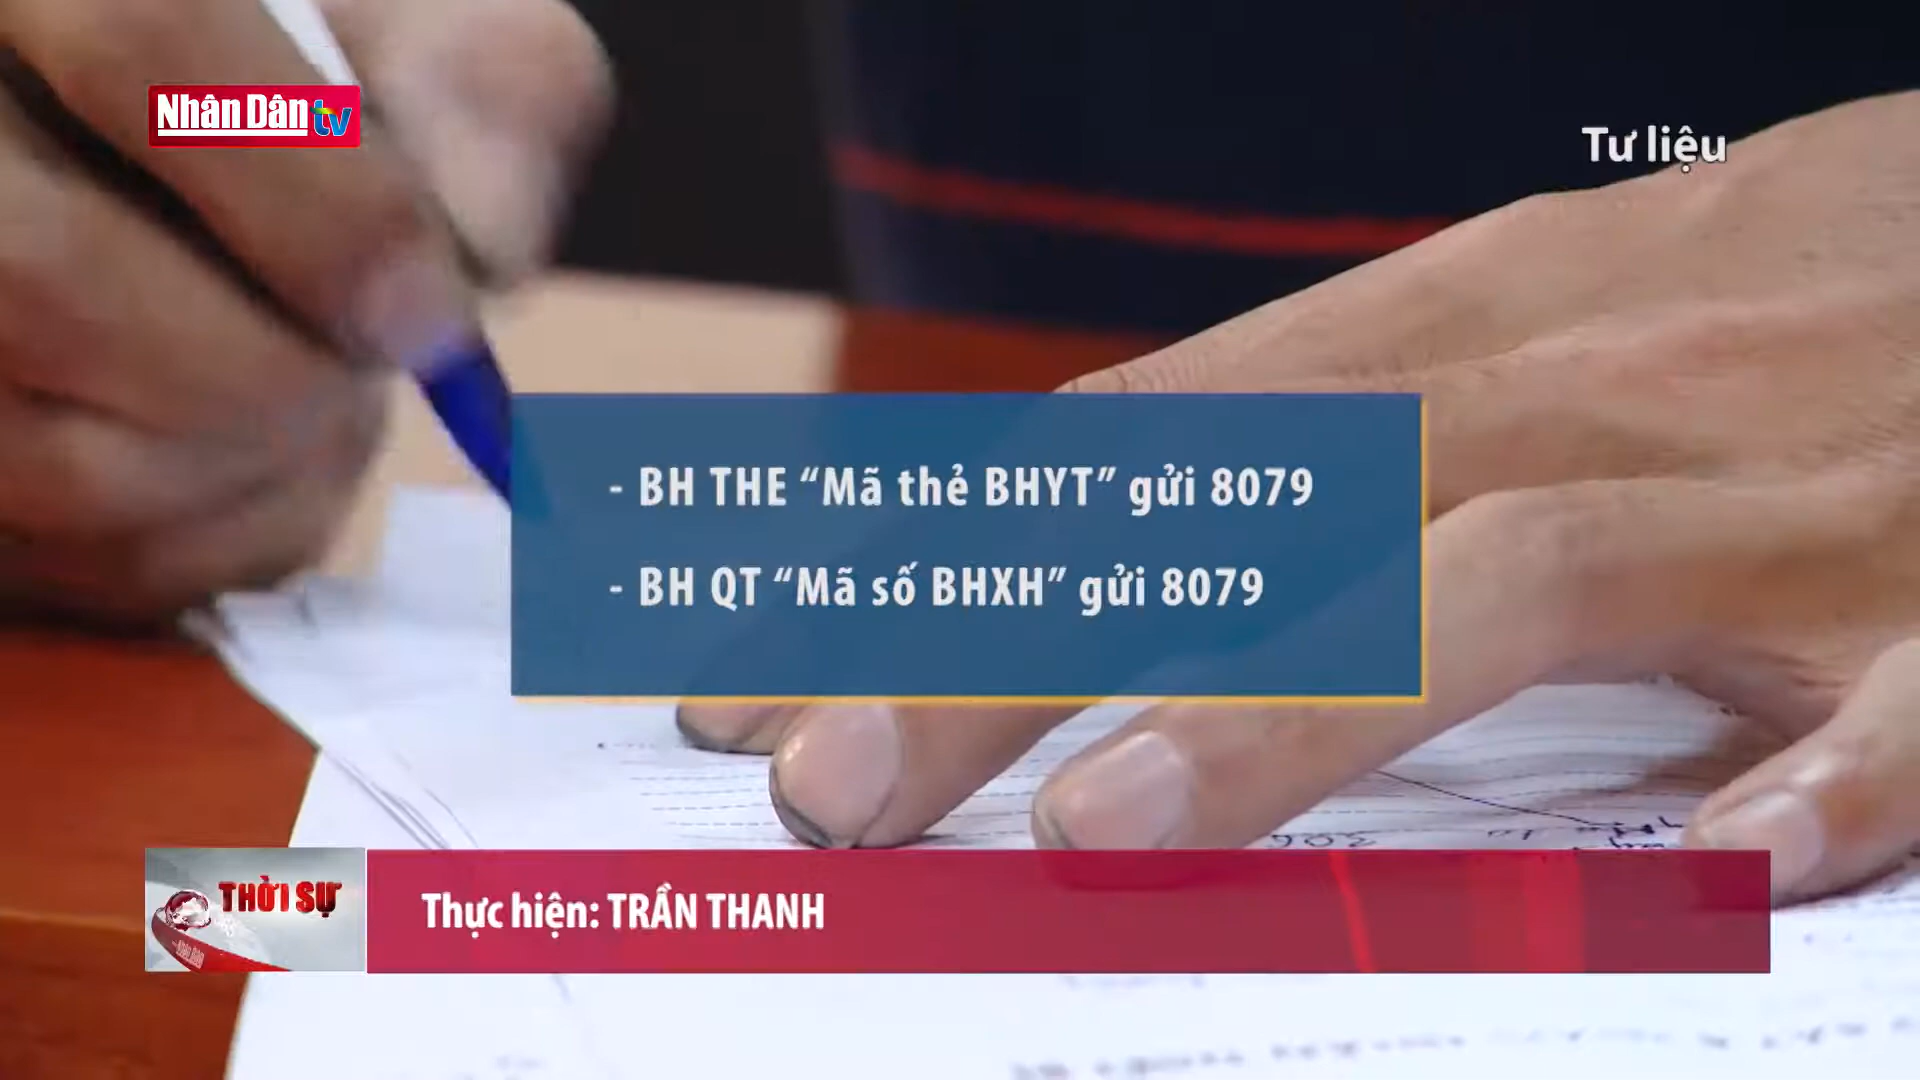 Nhân Dân tv
Tư liệu
- BH THE “Mã thẻ BHYT” gửi 8079
- BH QT “Mã số BHXH” gửi 8079
THỜI SỰ
Thực hiện: TRẦN THANH